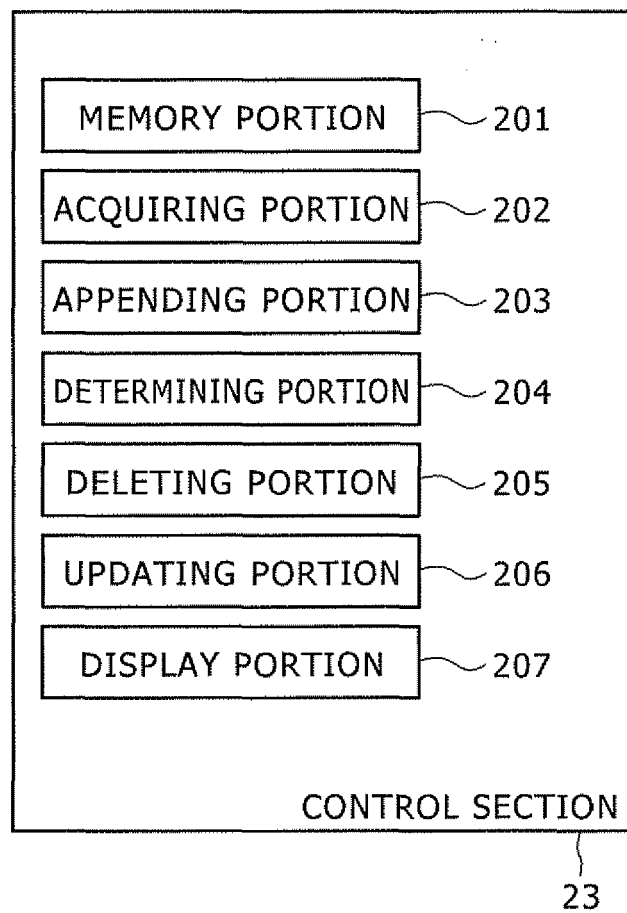 MEMORY PORTION 201
ACQUIRING PORTION 202
APPENDING PORTION 203
DETERMINING PORTION 204
DELETING PORTION 205
UPDATING PORTION 206
DISPLAY PORTION 207
CONTROL SECTION
23